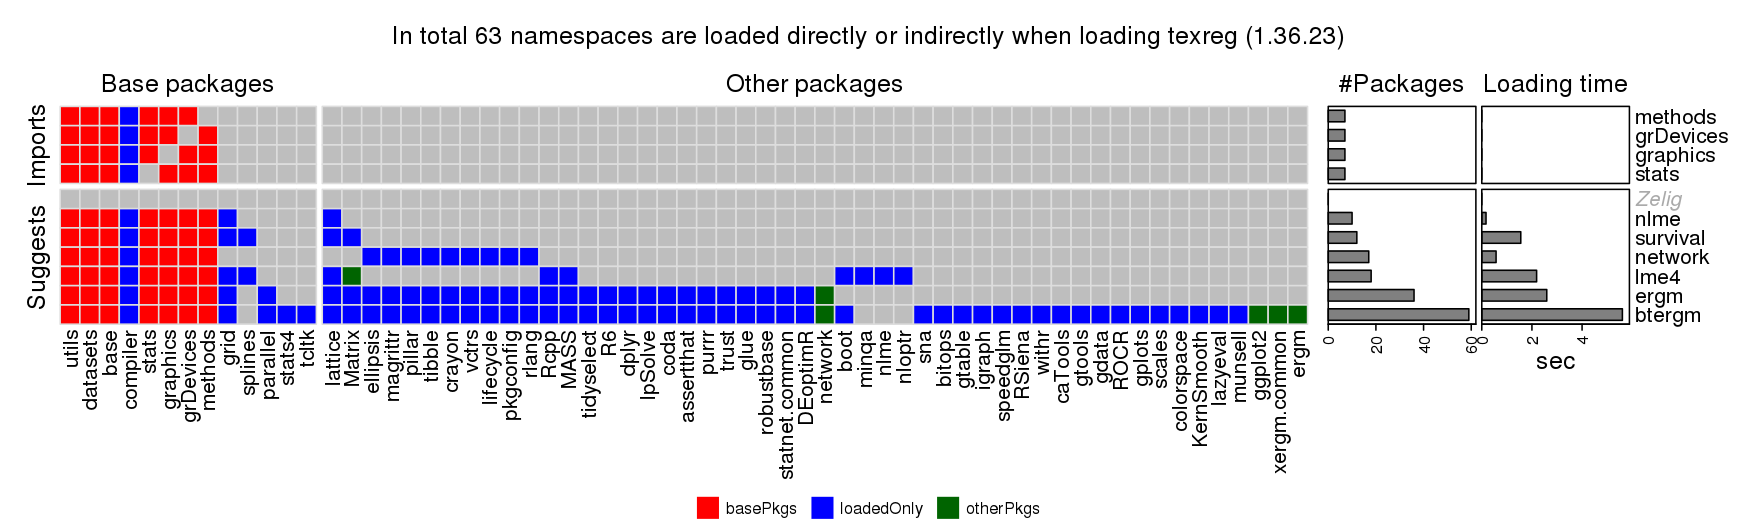 In total 63 namespaces are loaded directly or indirectly when loading texreg (1.36.23)
Base packages
Other packages
#Packages
Loading time
Imports
methods
grDevices
graphics
stats
Suggests
Zelig
nlme
survival
network
lme4
ergm
btergm
utils
datasets
base
compiler
stats
graphics
grDevices
methods
grid
splines
parallel
stats4
tcltk
lattice
Matrix
ellipsis
magrittr
pillar
tibble
crayon
vctrs
lifecycle
pkgconfig
rlang
Rcpp
MASS
tidyselect
R6
dplyr
lpSolve
coda
assertthat
purrr
trust
glue
robustbase
statnet.common
DEoptimR
network
boot
minqa
nlme
nloptr
sna
bitops
gtable
igraph
speedglm
RSiena
withr
caTools
gtools
gdata
ROCR
gplots
scales
colorspace
KernSmooth
lazyeval
munsell
ggplot2
xergm.common
ergm
0
20
40
60
0
2
4
sec
basePkgs
loadedOnly
otherPkgs